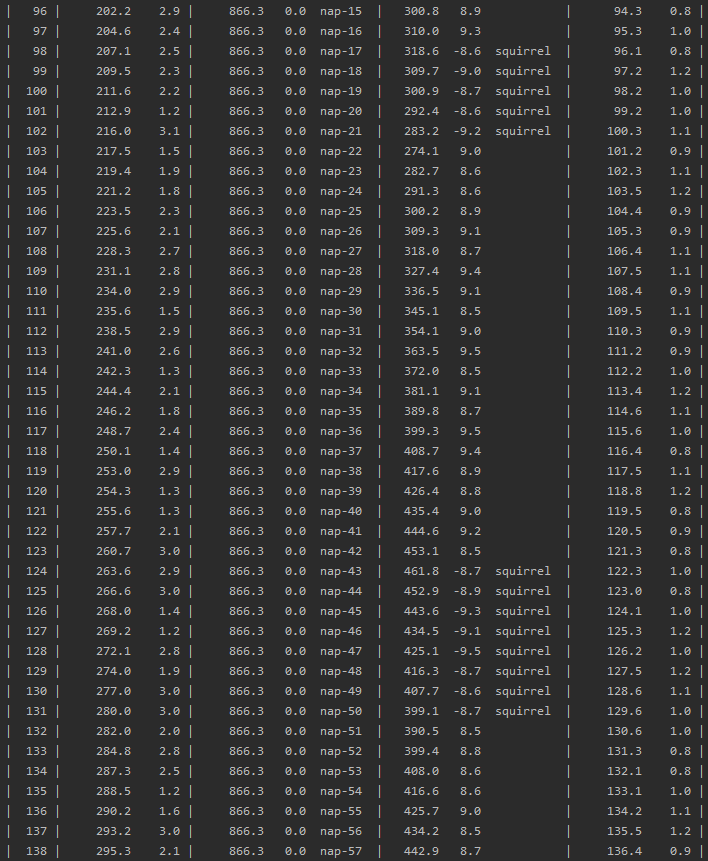 | 96 | 202.2 2.9 | 866.3 0.0 nap-15 | 300.8 8.9 | 94.3 0.8 |
| 97 | 204.6 2.4 | 866.3 0.0 nap-16 | 310.0 9.3 | 95.3 1.0 |
| 98 | 207.1 2.5 | 866.3 0.0 nap-17 | 318.6 -8.6 squirrel | 96.1 0.8 |
| 99 | 209.5 2.3 | 866.3 0.0 nap-18 | 309.7 -9.0 squirrel | 97.2 1.2 |
| 100 | 211.6 2.2 | 866.3 0.0 nap-19 | 300.9 -8.7 squirrel | 98.2 1.0 |
| 101 | 212.9 1.2 | 866.3 0.0 nap-20 | 292.4 -8.6 squirrel | 99.2 1.0 |
| 102 | 216.0 3.1 | 866.3 0.0 nap-21 | 283.2 -9.2 squirrel | 100.3 1.1 |
| 103 | 217.5 1.5 | 866.3 0.0 nap-22 | 274.1 9.0 | 101.2 0.9 |
| 104 | 219.4 1.9 | 866.3 0.0 nap-23 | 282.7 8.6 | 102.3 1.1 |
| 105 | 221.2 1.8 | 866.3 0.0 nap-24 | 291.3 8.6 | 103.5 1.2 |
| 106 | 223.5 2.3 | 866.3 0.0 nap-25 | 300.2 8.9 | 104.4 0.9 |
| 107 | 225.6 2.1 | 866.3 0.0 nap-26 | 309.3 9.1 | 105.3 0.9 |
| 108 | 228.3 2.7 | 866.3 0.0 nap-27 | 318.0 8.7 | 106.4 1.1 |
| 109 | 231.1 2.8 | 866.3 0.0 nap-28 | 327.4 9.4 | 107.5 1.1 |
| 110 | 234.0 2.9 | 866.3 0.0 nap-29 | 336.5 9.1 | 108.4 0.9 |
| 111 | 235.6 1.5 | 866.3 0.0 nap-30 | 345.1 8.5 | 109.5 1.1 |
| 112 | 238.5 2.9 | 866.3 0.0 nap-31 | 354.1 9.0 | 110.3 0.9 |
| 113 | 241.0 2.6 | 866.3 0.0 nap-32 | 363.5 9.5 | 111.2 0.9 |
| 114 | 242.3 1.3 | 866.3 0.0 nap-33 | 372.0 8.5 | 112.2 1.0 |
| 115 | 244.4 2.1 | 866.3 0.0 nap-34 | 381.1 9.1 | 113.4 1.2 |
| 116 | 246.2 1.8 | 866.3 0.0 nap-35 | 389.8 8.7 | 114.6 1.1 |
| 117 | 248.7 2.4 | 866.3 0.0 nap-36 | 399.3 9.5 | 115.6 1.0 |
| 118 | 250.1 1.4 | 866.3 0.0 nap-37 | 408.7 9.4 | 116.4 0.8 |
| 119 | 253.0 2.9 | 866.3 0.0 nap-38 | 417.6 8.9 | 117.5 1.1 |
| 120 | 254.3 1.3 | 866.3 0.0 nap-39 | 426.4 8.8 | 118.8 1.2 |
| 121 | 255.6 1.3 | 866.3 0.0 nap-40 | 435.4 9.0 | 119.5 0.8 |
| 122 | 257.7 2.1 | 866.3 0.0 nap-41 | 444.6 9.2 | 120.5 0.9 |
| 123 | 260.7 3.0 | 866.3 0.0 nap-42 | 453.1 8.5 | 121.3 0.8 |
| 124 | 263.6 2.9 | 866.3 0.0 nap-43 | 461.8 -8.7 squirrel | 122.3 1.0 |
| 125 | 266.6 3.0 | 866.3 0.0 nap-44 | 452.9 -8.9 squirrel | 123.0 0.8 |
| 126 | 268.0 1.4 | 866.3 0.0 nap-45 | 443.6 -9.3 squirrel | 124.1 1.0 |
| 127 | 269.2 1.2 | 866.3 0.0 nap-46 | 434.5 -9.1 squirrel | 125.3 1.2 |
| 128 | 272.1 2.8 | 866.3 0.0 nap-47 | 425.1 -9.5 squirrel | 126.2 1.0 |
| 129 | 274.0 1.9 | 866.3 0.0 nap-48 | 416.3 -8.7 squirrel | 127.5 1.2 |
| 130 | 277.0 3.0 | 866.3 0.0 nap-49 | 407.7 -8.6 squirrel | 128.6 1.1 |
| 131 | 280.0 3.0 | 866.3 0.0 nap-50 | 399.1 -8.7 squirrel | 129.6 1.0 |
| 132 | 282.0 2.0 | 866.3 0.0 nap-51 | 390.5 8.5 | 130.6 1.0 |
| 133 | 284.8 2.8 | 866.3 0.0 nap-52 | 399.4 8.8 | 131.3 0.8 |
| 134 | 287.3 2.5 | 866.3 0.0 nap-53 | 408.0 8.6 | 132.1 0.8 |
| 135 | 288.5 1.2 | 866.3 0.0 nap-54 | 416.6 8.6 | 133.1 1.0 |
| 136 | 290.2 1.6 | 866.3 0.0 nap-55 | 425.7 9.0 | 134.2 1.1 |
| 137 | 293.2 3.0 | 866.3 0.0 nap-56 | 434.2 8.5 | 135.5 1.2 |
| 138 | 295.3 2.1 | 866.3 0.0 nap-57 | 442.9 8.7 | 136.4 0.9 |